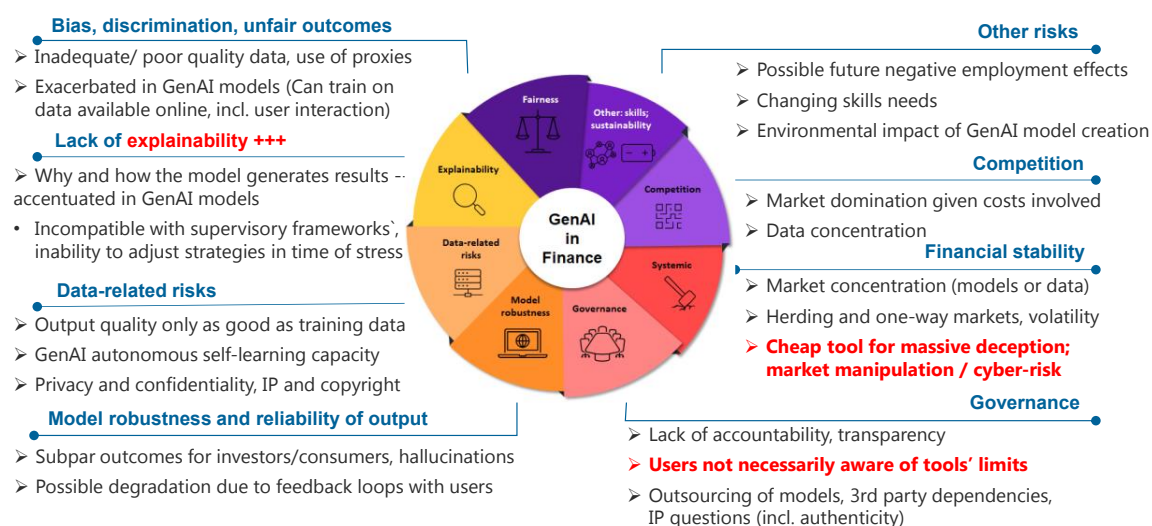 Bias, discrimination, unfair outcomes
➢ Inadequate/ poor quality data, use of proxies
➢ Exacerbated in GenAI models (Can train on
data available online, incl. user interaction)
Lack of explainability +++
➢ Why and how the model generates results --
accentuated in GenAI models
• Incompatible with supervisory frameworks`,
inability to adjust strategies in time of stress
Data-related risks
➢ Output quality only as good as training data
➢ GenAI autonomous self-learning capacity
➢ Privacy and confidentiality, IP and copyright
Model robustness and reliability of output
➢ Subpar outcomes for investors/consumers, hallucinations
➢ Possible degradation due to feedback loops with users
Fairness
Other: skills;
sustainability
Explainability
Competition
GenAI
in
Finance
Data-related
risks
Systemic
Model
robustness
Governance
Other risks
➢ Possible future negative employment effects
➢ Changing skills needs
➢ Environmental impact of GenAI model creation
Competition
➢ Market domination given costs involved
➢ Data concentration
Financial stability
➢ Market concentration (models or data)
➢ Herding and one-way markets, volatility
➢ Cheap tool for massive deception;
market manipulation / cyber-risk
Governance
➢ Lack of accountability, transparency
➢ Users not necessarily aware of tools’ limits
➢ Outsourcing of models, 3rd party dependencies,
IP questions (incl. authenticity)